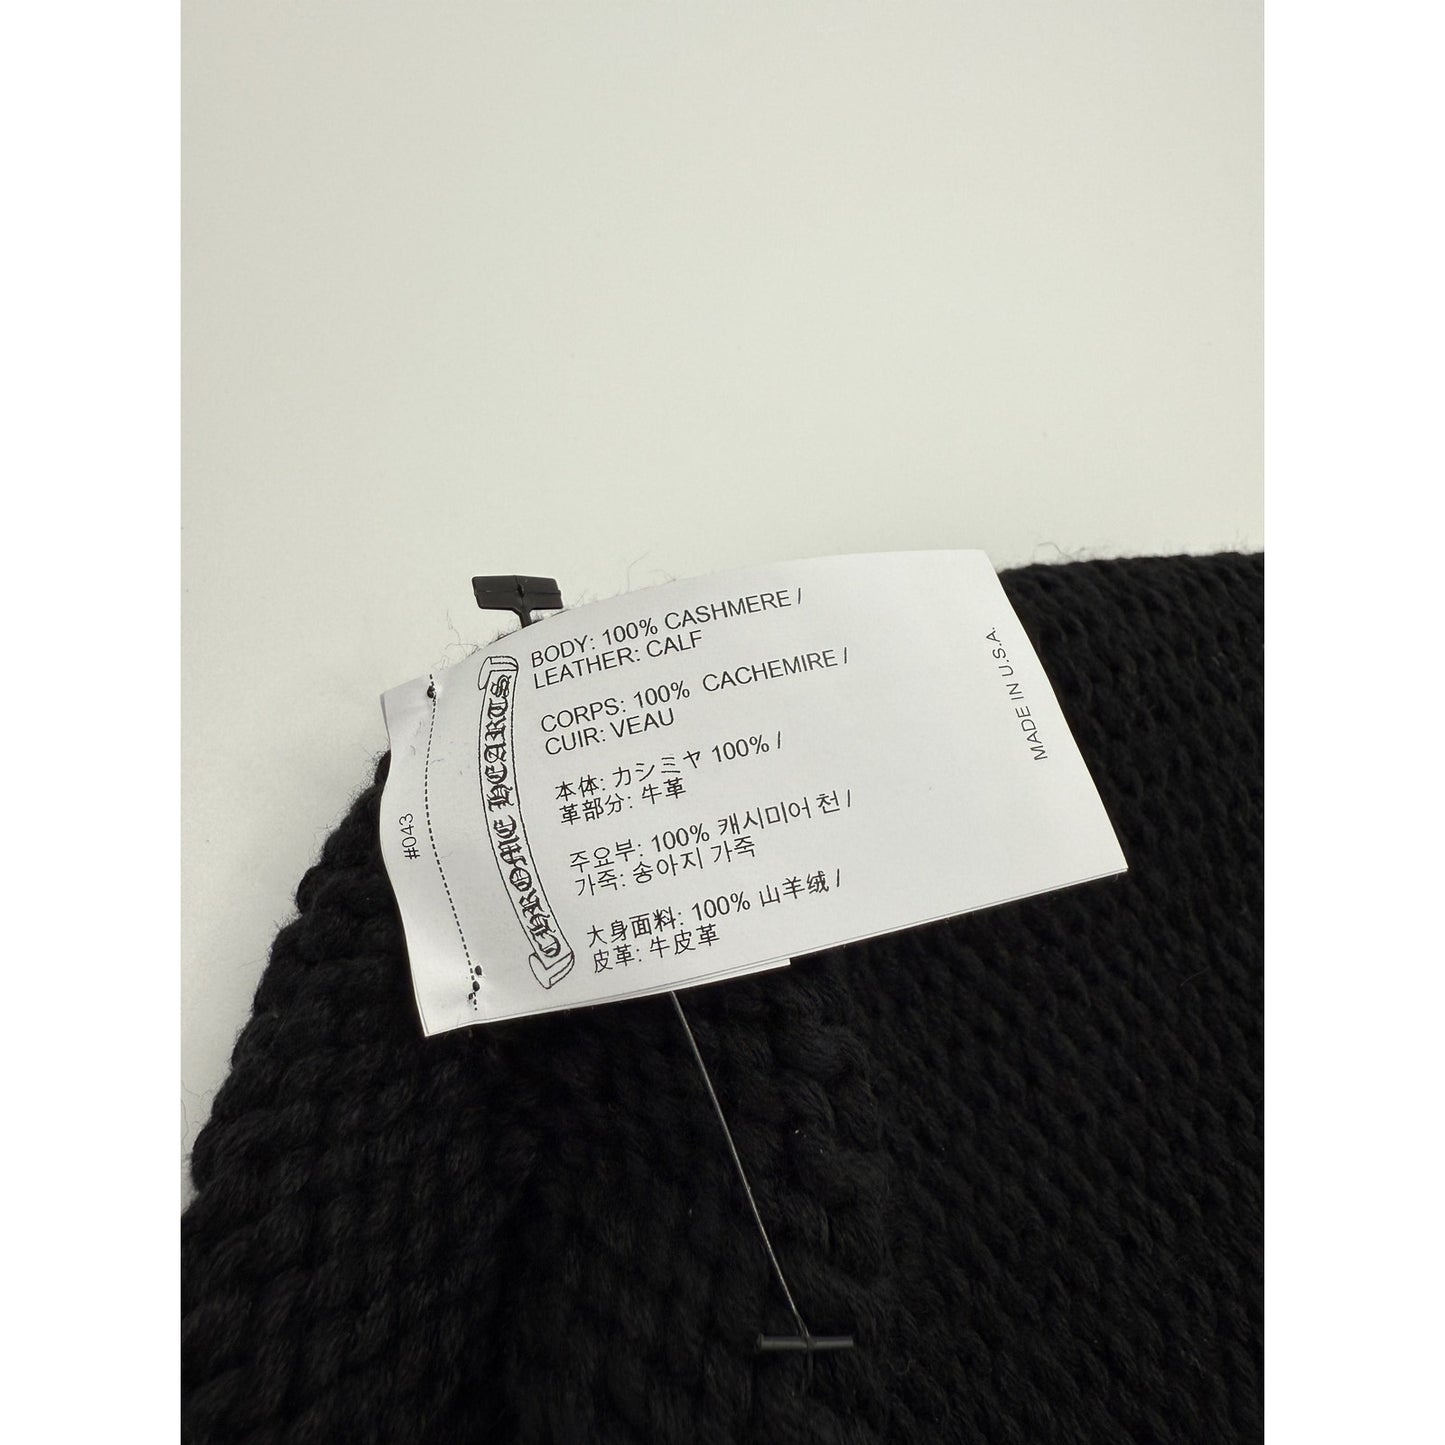 #043
CHROME HEARTS
BODY: 100% CASHMERE /
LEATHER: CALF
CORPS: 100% CACHEMIRE /
CUIR: VEAU
本体: カシミヤ 100% /
革部分: 牛革
주요부: 100% 캐시미어 천 /
가죽: 송아지 가죽
大身面料: 100% 山羊绒 /
皮革: 牛皮革
MADE IN U.S.A.